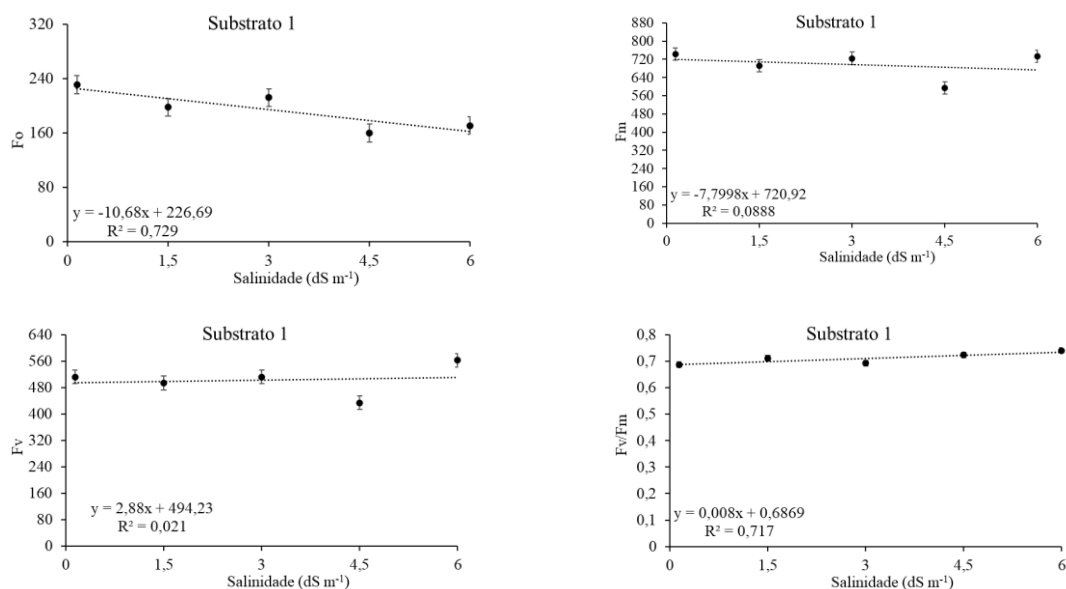 Substrato 1
320
240
160
80
0
Fo
y = -10,68x + 226,69
R² = 0,729
0 1,5 3 4,5 6
Salinidade (dS m⁻¹)
Substrato 1
880
800
720
640
560
480
400
320
240
160
80
0
Fm
y = -7,7998x + 720,92
R² = 0,0888
0 1,5 3 4,5 6
Salinidade (dS m⁻¹)
Substrato 1
640
560
480
400
320
240
160
80
0
Fv
y = 2,88x + 494,23
R² = 0,021
0 1,5 3 4,5 6
Salinidade (dS m⁻¹)
Substrato 1
0,8
0,7
0,6
0,5
0,4
0,3
0,2
0,1
0
Fv/Fm
y = 0,008x + 0,6869
R² = 0,717
0 1,5 3 4,5 6
Salinidade (dS m⁻¹)